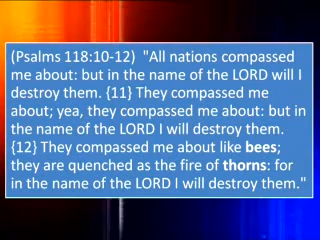 (Psalms 118:10-12)  "All nations compassed
me about: but in the name of the LORD will I
destroy them. {11} They compassed me
about; yea, they compassed me about: but in
the name of the LORD I will destroy them.
{12} They compassed me about like bees;
they are quenched as the fire of thorns: for
in the name of the LORD I will destroy them."